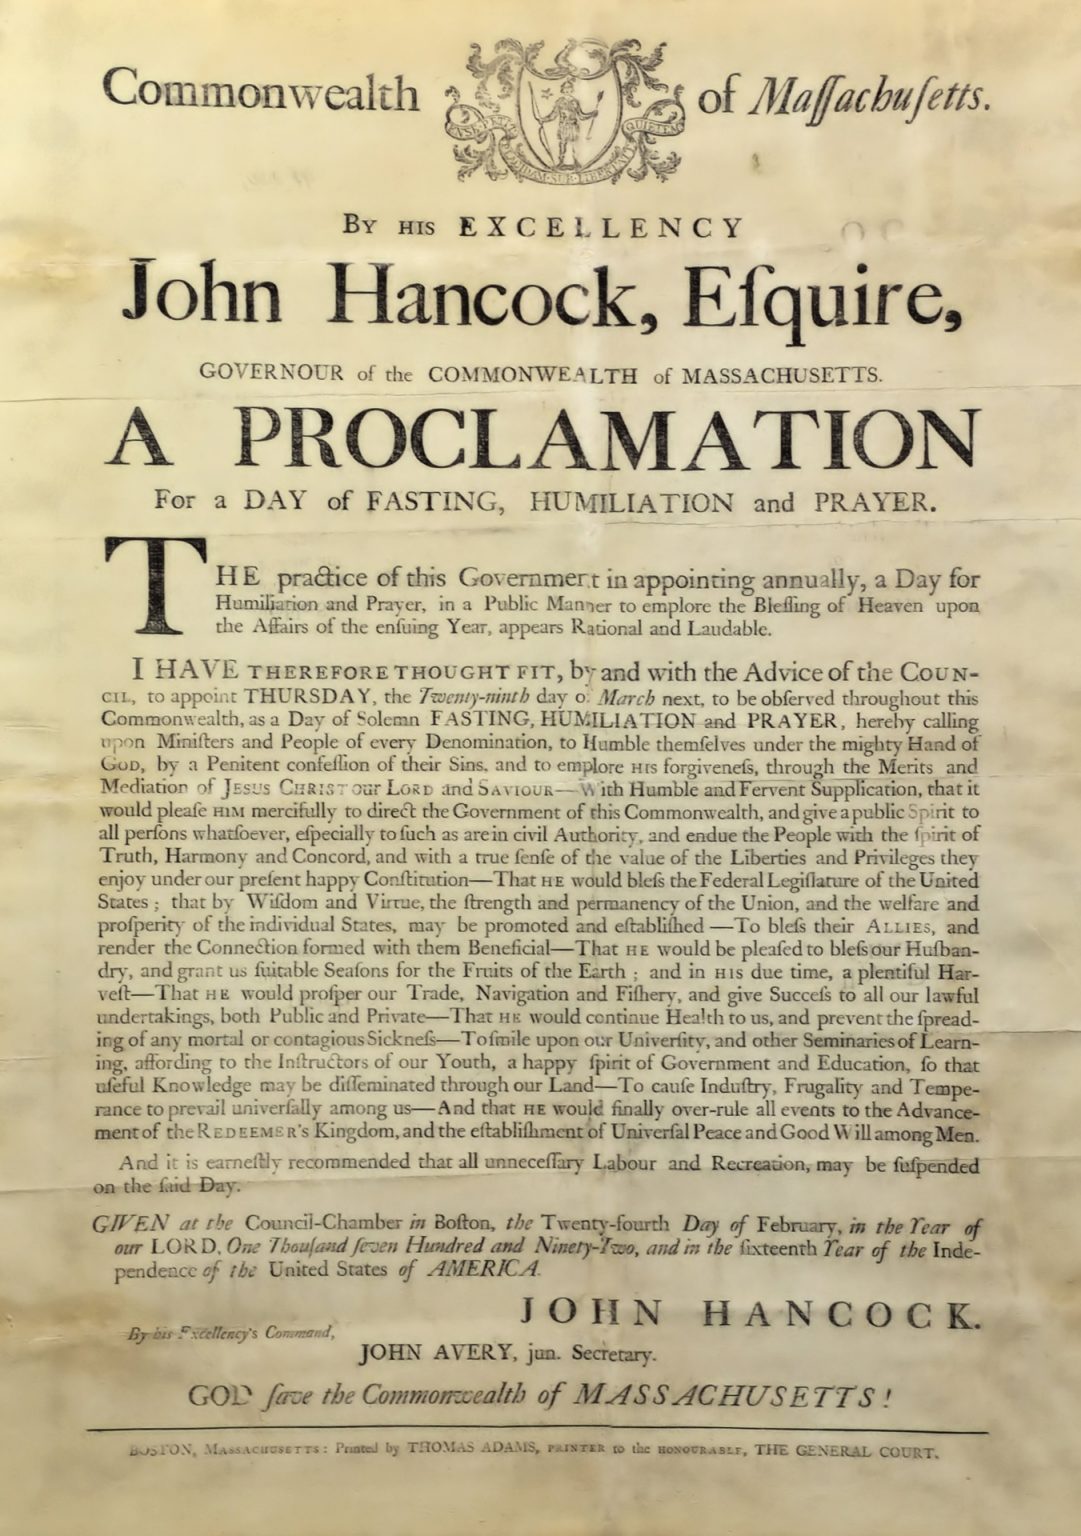 Commonwealth of Maſſachuſetts.
By HIS EXCELLENCY
John Hancock, Eſquire,
GOVERNOUR of the COMMONWEALTH of MASSACHUSETTS.
A PROCLAMATION
For a DAY of FASTING, HUMILIATION and PRAYER.
THE practice of this Government in appointing annually, a Day for
Humiliation and Prayer, in a Public Manner to emplore the Bleſſing of Heaven upon
the Affairs of the enſuing Year, appears Rational and Laudable.
I HAVE THEREFORE THOUGHT FIT, by and with the Advice of the COUN-
CIL, to appoint THURSDAY, the Twenty-ninth day of March next, to be obſerved throughout this
Commonwealth, as a Day of Solemn FASTING, HUMILIATION and PRAYER, hereby calling
upon Miniſters and People of every Denomination, to Humble themſelves under the mighty Hand of
GOD, by a Penitent confeſſion of their Sins, and to emplore HIS forgiveneſs, through the Merits and
Mediation of JESUS CHRIST our LORD and SAVIOUR—With Humble and Fervent Supplication, that it
would pleaſe HIM mercifully to direct the Government of this Commonwealth, and give a public Spirit to
all perſons whatſoever, eſpecially to ſuch as are in civil Authority, and endue the People with the ſpirit of
Truth, Harmony and Concord, and with a true ſenſe of the value of the Liberties and Privileges they
enjoy under our preſent happy Conſtitution—That HE would bleſs the Federal Legiſlature of the United
States ; that by Wiſdom and Virtue, the ſtrength and permanency of the Union, and the welfare and
proſperity of the individual States, may be promoted and eſtabliſhed —To bleſs their ALLIES, and
render the Connection formed with them Beneficial—That HE would be pleaſed to bleſs our Huſban-
dry, and grant us ſuitable Seaſons for the Fruits of the Earth ; and in HIS due time, a plentiful Har-
veſt—That HE would proſper our Trade, Navigation and Fiſhery, and give Succeſs to all our lawful
undertakings, both Public and Private—That HE would continue Health to us, and prevent the ſpread-
ing of any mortal or contagious Sickneſs—To ſmile upon our Univerſity, and other Seminaries of Learn-
ing, affording to the Inſtructors of our Youth, a happy ſpirit of Government and Education, ſo that
uſeful Knowledge may be diſſeminated through our Land—To cauſe Induſtry, Frugality and Tempe-
rance to prevail univerſally among us—And that HE would finally over-rule all events to the Advance-
ment of the REDEEMER's Kingdom, and the eſtabliſhment of Univerſal Peace and Good Will among Men.
And it is earneſtly recommended that all unneceſſary Labour and Recreation, may be ſuſpended
on the ſaid Day.
GIVEN at the Council-Chamber in Boſton, the Twenty-fourth Day of February, in the Year of
our LORD, One Thouſand ſeven Hundred and Ninety-Two, and in the ſixteenth Year of the Inde-
pendence of the United States of AMERICA.
JOHN HANCOCK.
By his Excellency's Command,
JOHN AVERY, jun. Secretary.
GOD ſave the Commonwealth of MASSACHUSETTS !
BOSTON, MASSACHUSETTS: Printed by THOMAS ADAMS, PRINTER to the HONOURABLE, THE GENERAL COURT.